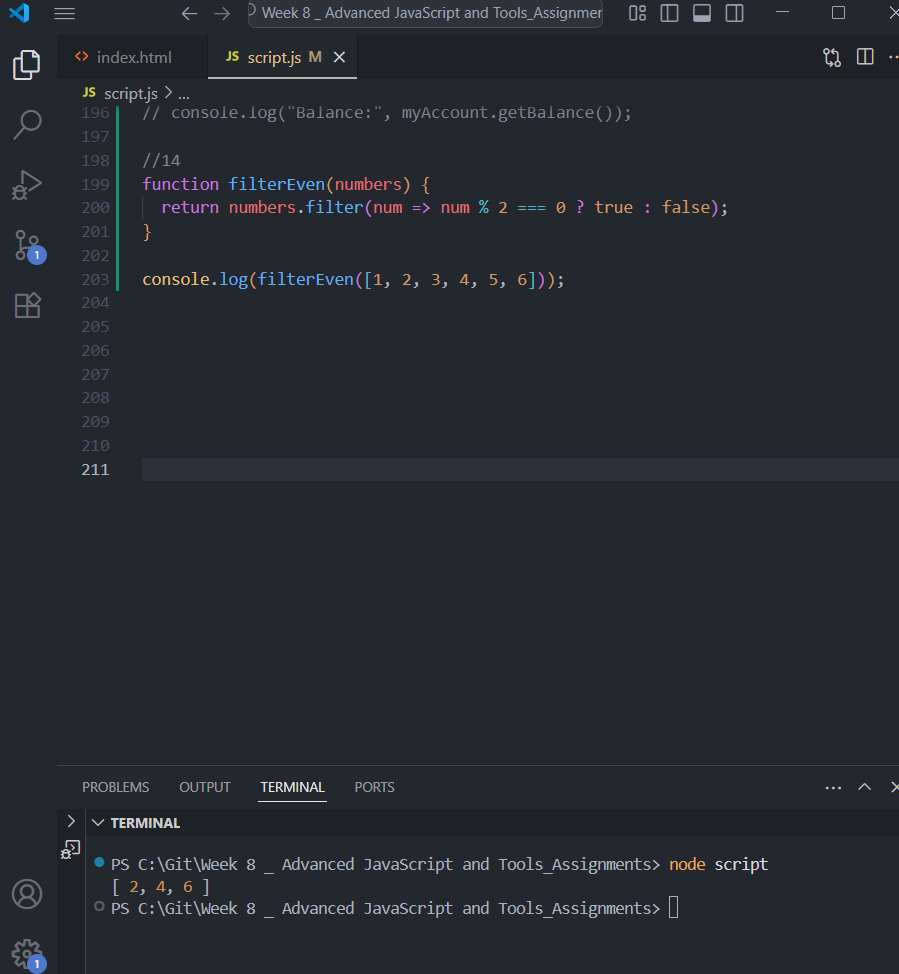 Week 8 _ Advanced JavaScript and Tools_Assignmen
index.html
JS script.js M
JS script.js > ...
196 // console.log("Balance:", myAccount.getBalance());
197
198 //14
199 function filterEven(numbers) {
200 return numbers.filter(num => num % 2 === 0 ? true : false);
201 }
202
203 console.log(filterEven([1, 2, 3, 4, 5, 6]));
204
205
206
207
208
209
210
211
1
PROBLEMS OUTPUT TERMINAL PORTS
TERMINAL
PS C:\Git\Week 8 _ Advanced JavaScript and Tools_Assignments> node script
[ 2, 4, 6 ]
PS C:\Git\Week 8 _ Advanced JavaScript and Tools_Assignments>
1